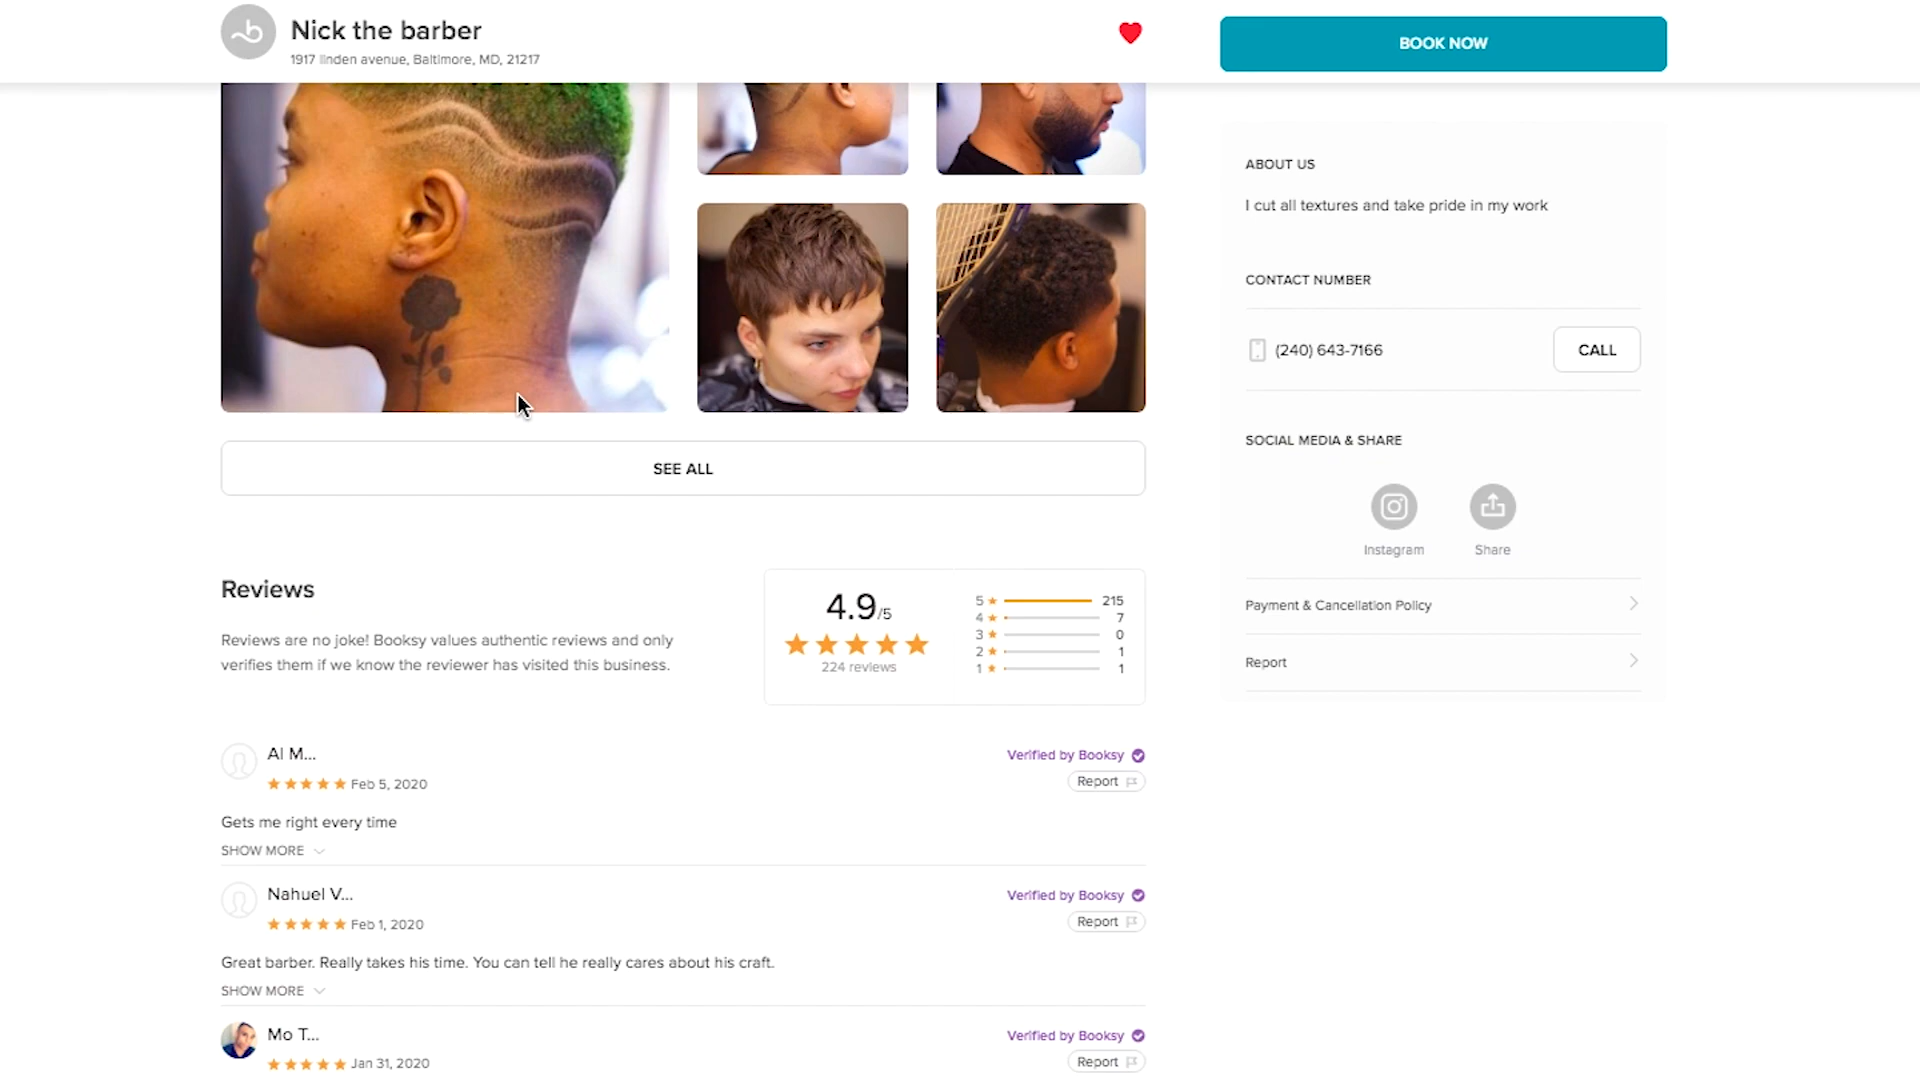 Nick the barber
1917 linden avenue, Baltimore, MD, 21217
BOOK NOW
SEE ALL
Reviews
Reviews are no joke! Booksy values authentic reviews and only
verifies them if we know the reviewer has visited this business.
4.9/5
224 reviews
5 215
4 7
3 0
2 1
1 1
Al M...
Feb 5, 2020
Verified by Booksy
Report
Gets me right every time
SHOW MORE
Nahuel V...
Feb 1, 2020
Verified by Booksy
Report
Great barber. Really takes his time. You can tell he really cares about his craft.
SHOW MORE
Mo T...
Jan 31, 2020
Verified by Booksy
Report
ABOUT US
I cut all textures and take pride in my work
CONTACT NUMBER
(240) 643-7166
CALL
SOCIAL MEDIA & SHARE
Instagram
Share
Payment & Cancellation Policy
Report